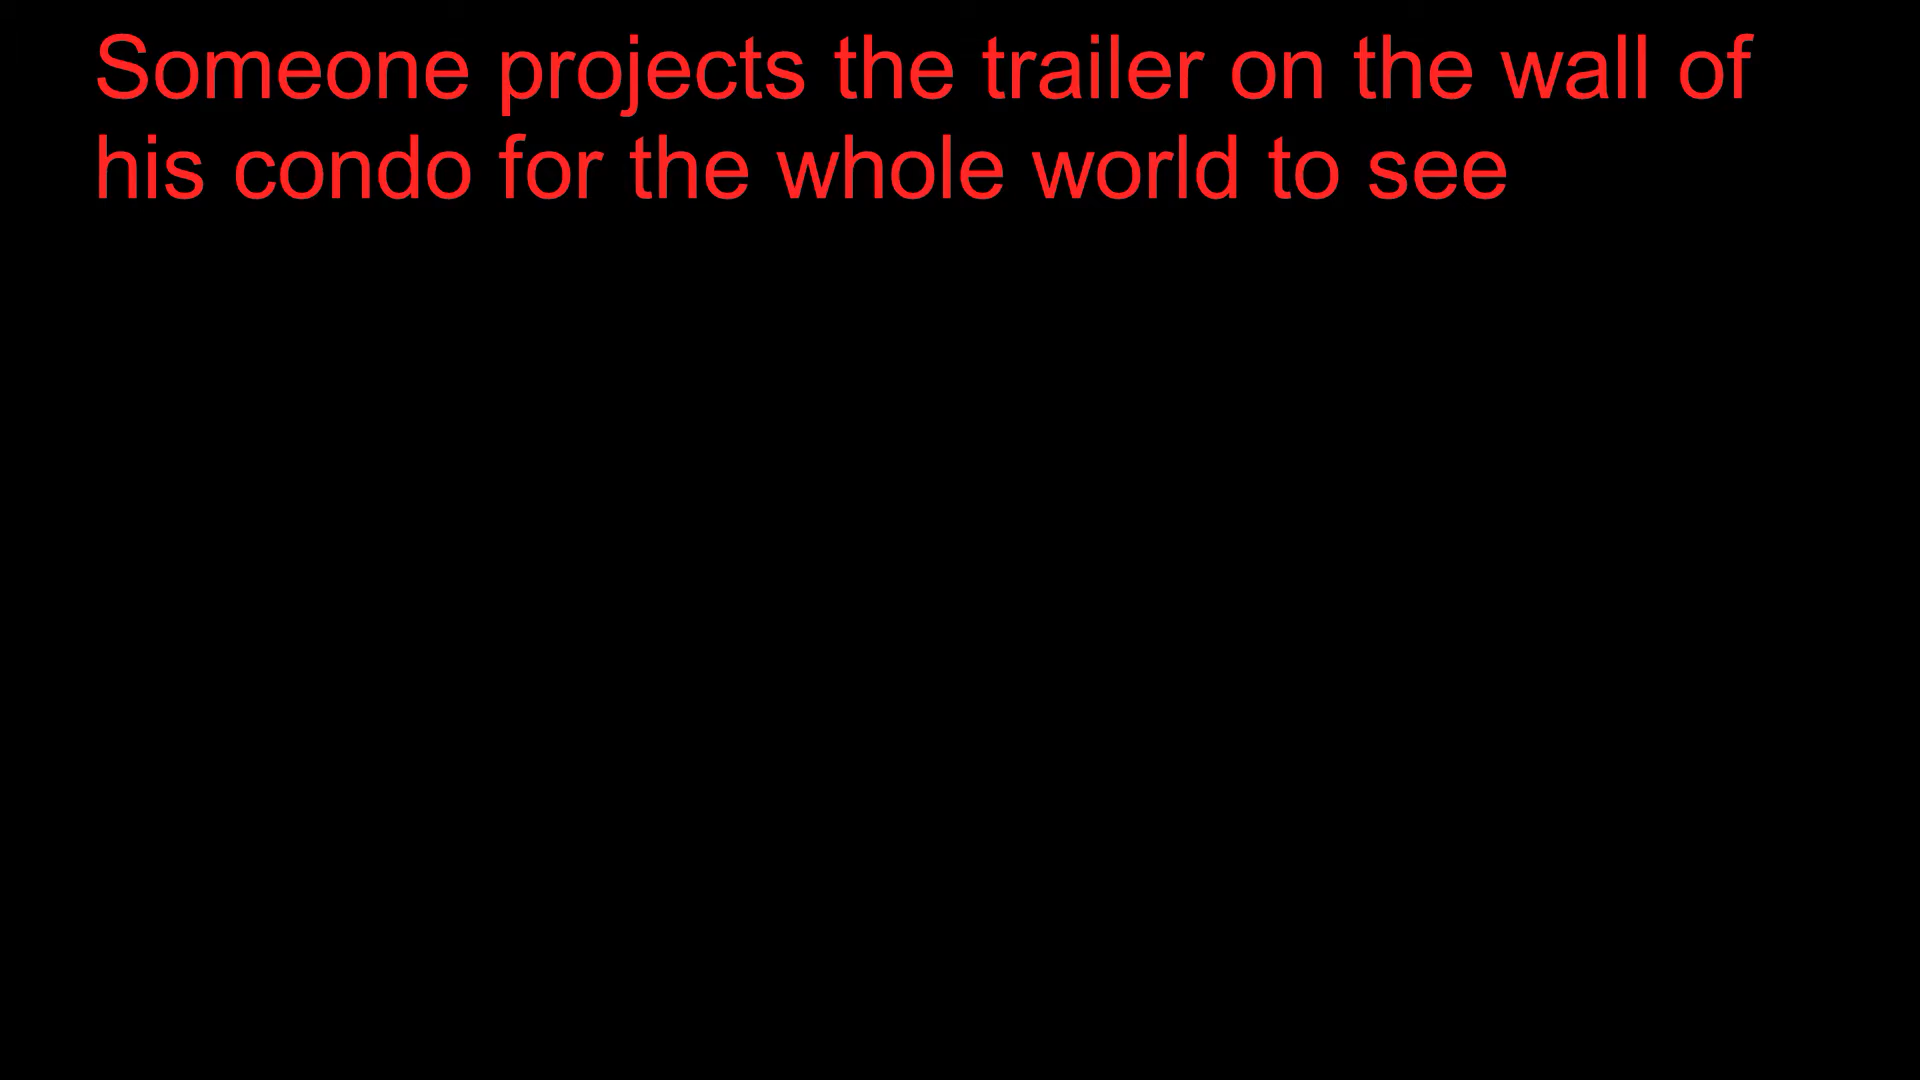 Someone projects the trailer on the wall of
his condo for the whole world to see